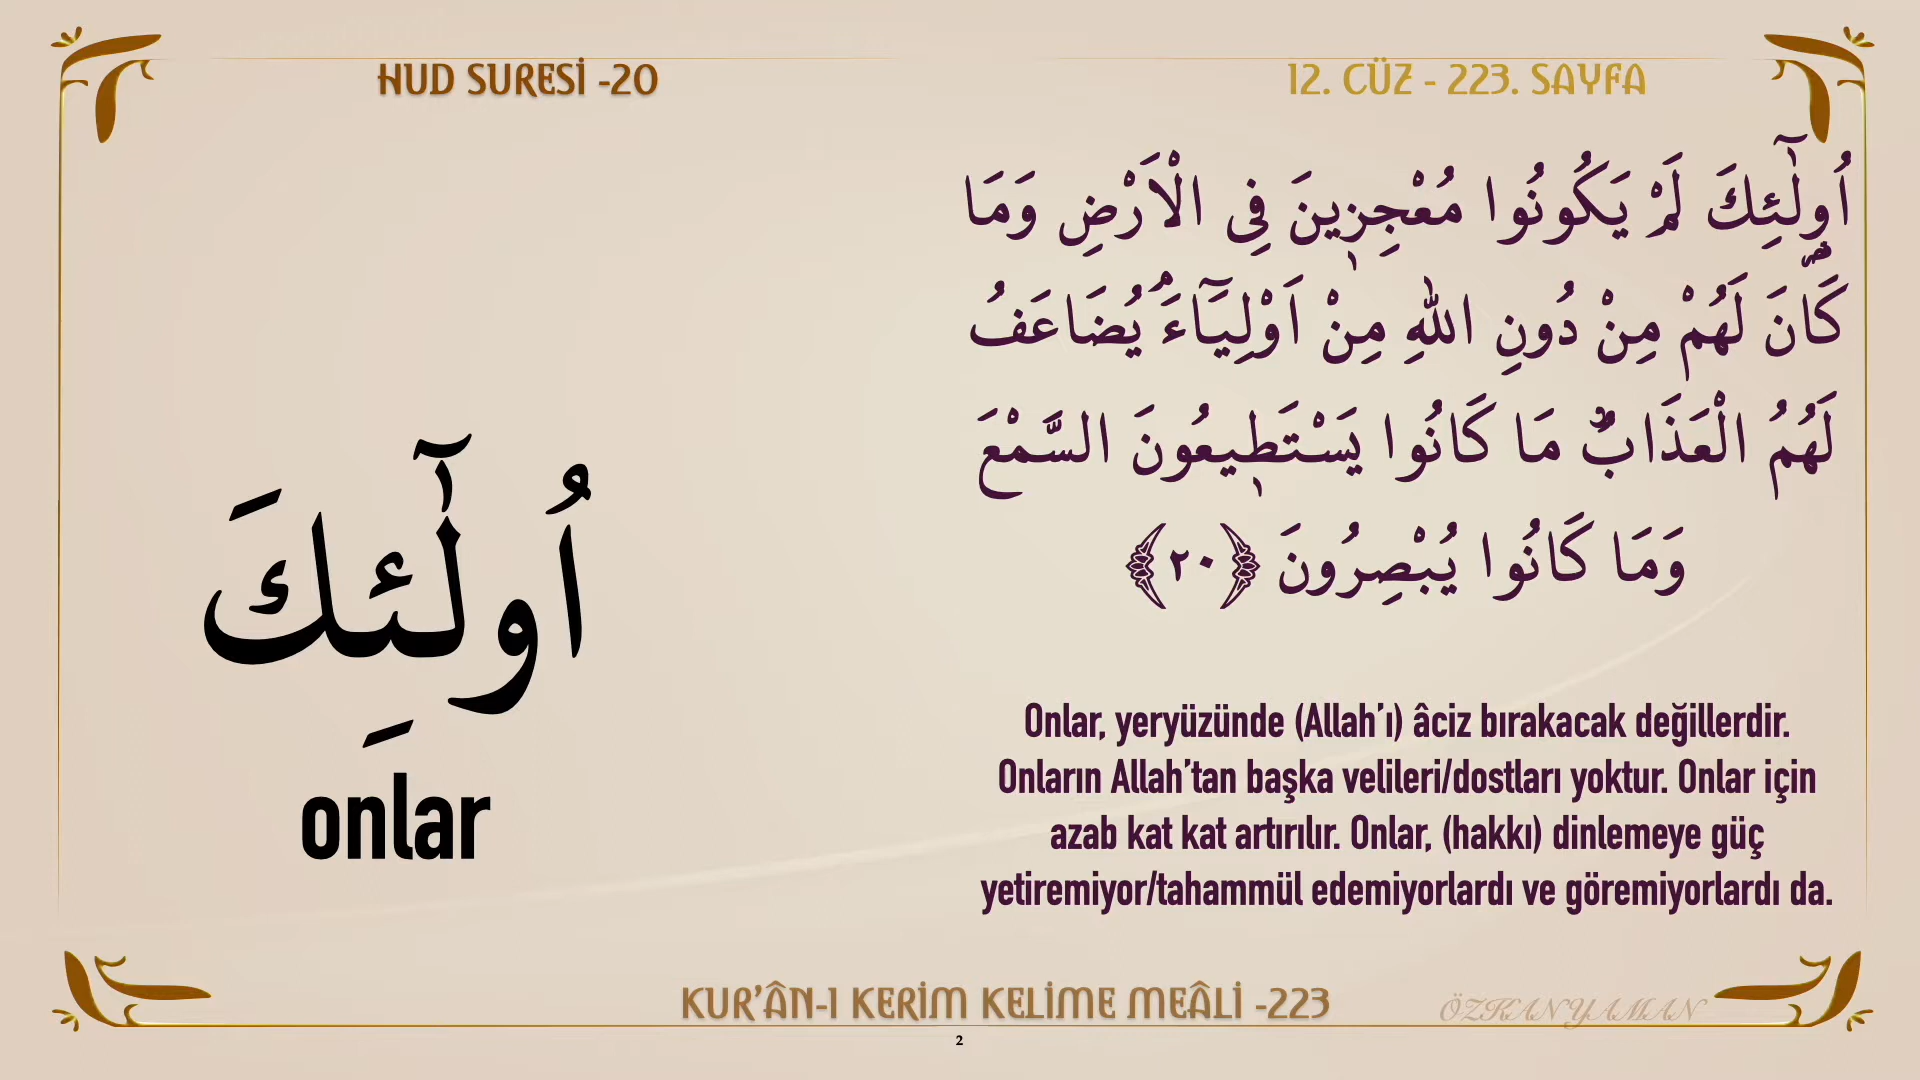 HUD SURESİ -20
12. CÜZ - 223. SAYFA
اُو۬لٰٓئِكَ لَمْ يَكُونُوا مُعْجِز۪ينَ فِى الْاَرْضِ وَمَا
كَانَ لَهُمْ مِنْ دُونِ اللّٰهِ مِنْ اَوْلِيَٓاءَۢ يُضَاعَفُ
لَهُمُ الْعَذَابُۜ مَا كَانُوا يَسْتَط۪يعُونَ السَّمْعَ
وَمَا كَانُوا يُبْصِرُونَ ﴿٢٠﴾
اُولٰٓئِكَ
onlar
Onlar, yeryüzünde (Allah’ı) âciz bırakacak değillerdir.
Onların Allah’tan başka velileri/dostları yoktur. Onlar için
azab kat kat artırılır. Onlar, (hakkı) dinlemeye güç
yetiremiyor/tahammül edemiyorlardı ve göremiyorlardı da.
KUR’ÂN-I KERİM KELİME MEÂLİ -223
ÖZKAN YAMAN
2